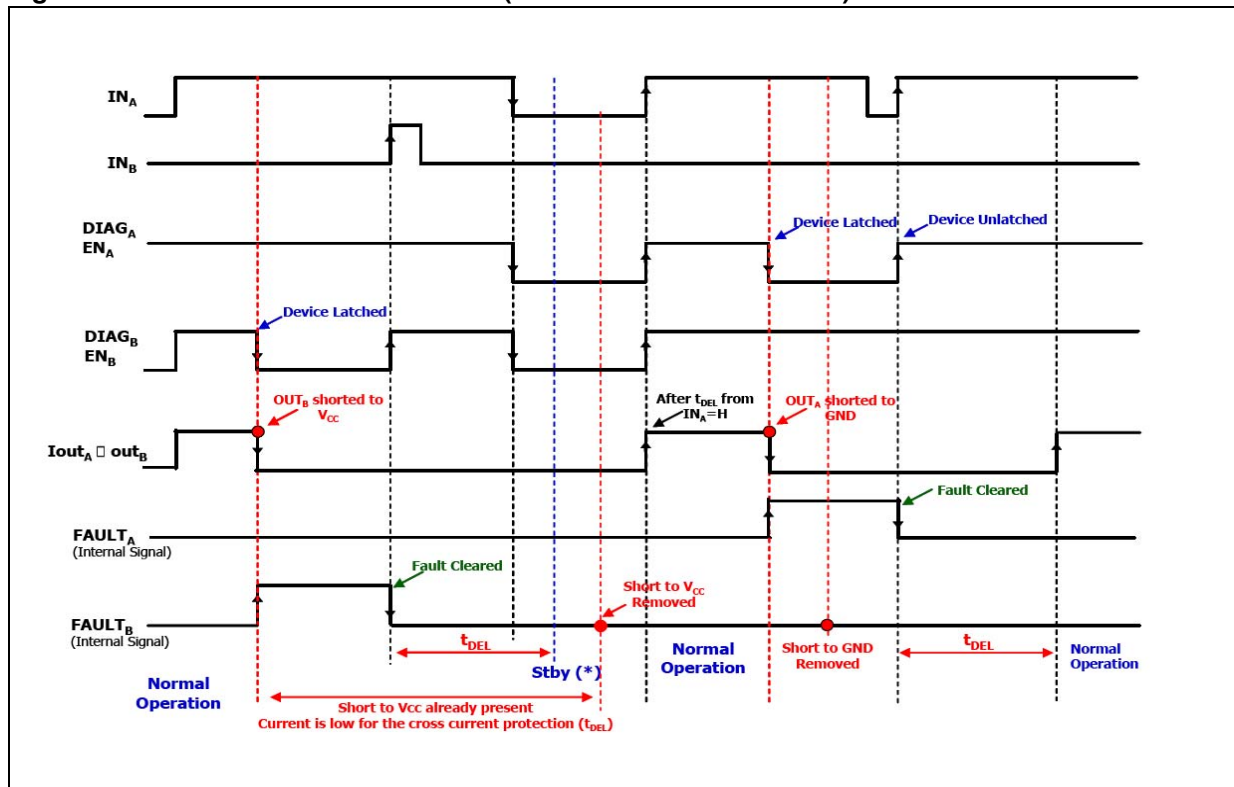 IN_A
IN_B
DIAG_A
EN_A
Device Latched
Device Unlatched
Device Latched
DIAG_B
EN_B
OUT_B shorted to
V_CC
After t_DEL from
IN_A=H
OUT_A shorted to
GND
Iout_A □ out_B
Fault Cleared
FAULT_A
(Internal Signal)
Fault Cleared
Short to V_CC
Removed
FAULT_B
(Internal Signal)
t_DEL
Stby (*)
Normal
Operation
Short to GND
Removed
t_DEL
Normal
Operation
Normal
Operation
Short to Vcc already present
Current is low for the cross current protection (t_DEL)